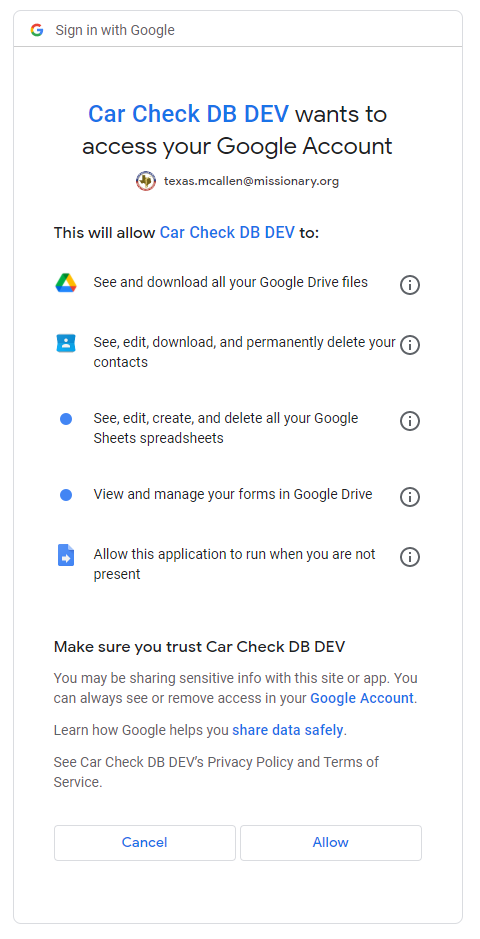 Sign in with Google
Car Check DB DEV wants to
access your Google Account
texas.mcallen@missionary.org
This will allow Car Check DB DEV to:
See and download all your Google Drive files
See, edit, download, and permanently delete your
contacts
See, edit, create, and delete all your Google
Sheets spreadsheets
View and manage your forms in Google Drive
Allow this application to run when you are not
present
Make sure you trust Car Check DB DEV
You may be sharing sensitive info with this site or app. You
can always see or remove access in your Google Account.
Learn how Google helps you share data safely.
See Car Check DB DEV's Privacy Policy and Terms of
Service.
Cancel
Allow